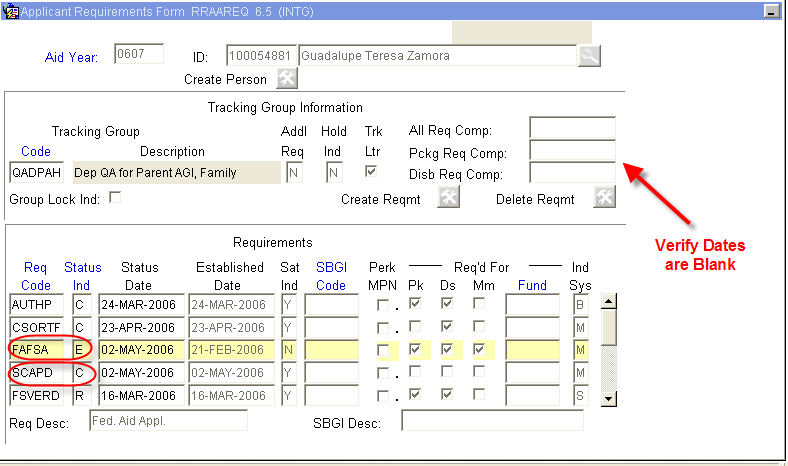 Applicant Requirements Form RRAAREQ 6.5 (INTG)
Aid Year: 0607 ID: 100054881 Guadalupe Teresa Zamora
Create Person
Tracking Group Information
Tracking Group Addl Hold Trk All Req Comp:
Code Description Req Ind Ltr Pckg Req Comp:
QADPAH Dep QA for Parent AGI, Family N N Disb Req Comp:
Group Lock Ind: Create Reqmt Delete Reqmt
Verify Dates
are Blank
Requirements
Req Status Status Established Sat SBGI Perk Req'd For Ind
Code Ind Date Date Ind Code MPN Pk Ds Mm Fund Sys
AUTHP C 24-MAR-2006 24-MAR-2006 Y B
CSORTF C 23-APR-2006 23-APR-2006 Y M
FAFSA E 02-MAY-2006 21-FEB-2006 N M
SCAPD C 02-MAY-2006 02-MAY-2006 Y M
FSVERD R 16-MAR-2006 16-MAR-2006 Y S
Req Desc: Fed. Aid Appl. SBGI Desc: